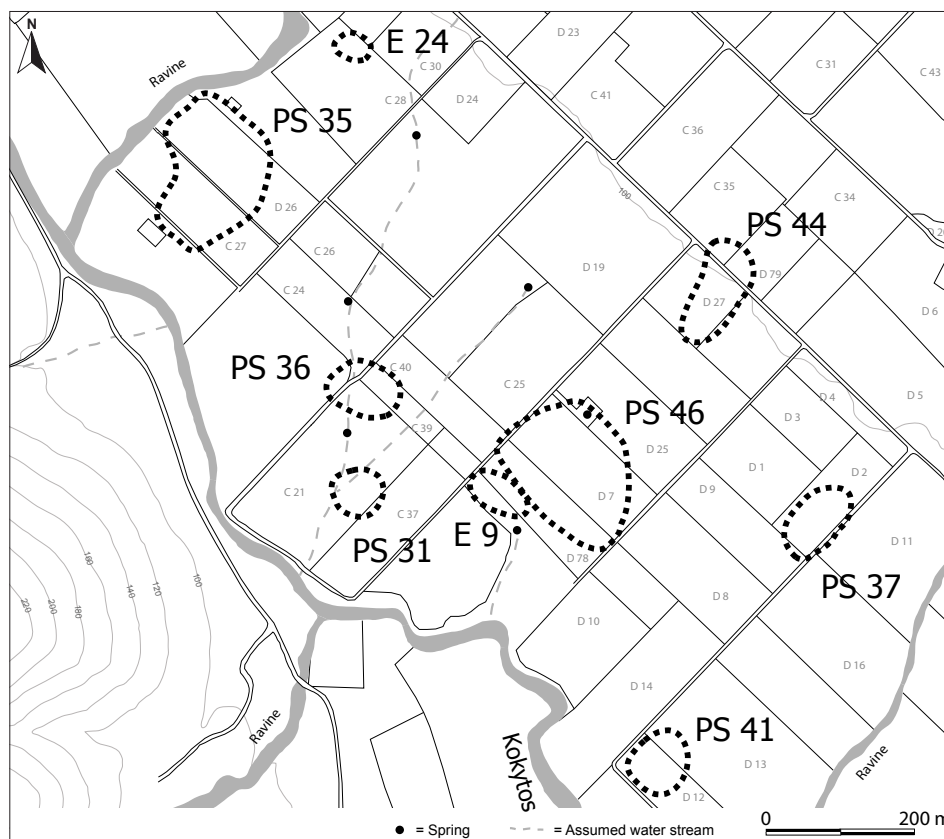 N
E 24
D 23
C 31
C 43
Ravine
C 30
C 28
D 24
C 41
PS 35
C 36
C 35
C 34
100
PS 44
D 26
C 27
C 26
C 24
D 19
D 79
D 27
D 6
PS 36
C 40
C 25
PS 46
D 4
D 5
D 3
C 39
D 25
D 1
D 2
C 21
D 7
D 9
C 37
PS 31
E 9
D 78
D 11
PS 37
160
140
120
100
180
200
220
D 8
D 10
D 16
D 14
Ravine
Kokytos
PS 41
D 13
D 12
Ravine
0 200 m
= Spring
= Assumed water stream